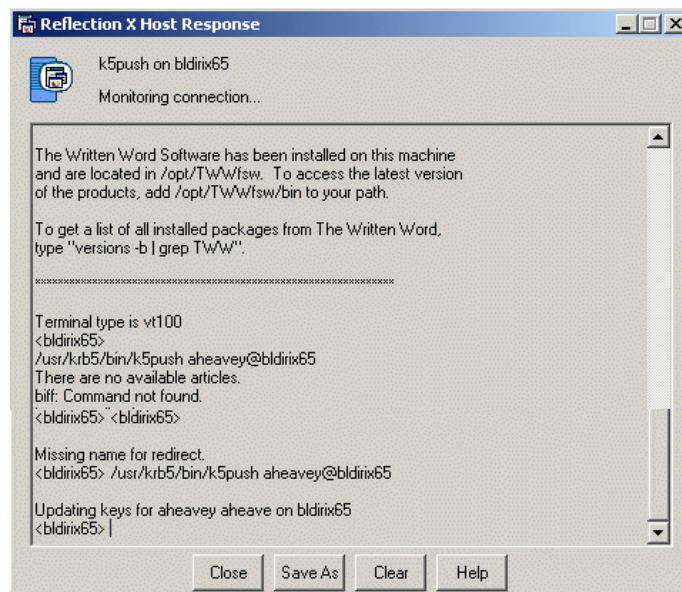 Reflection X Host Response
k5push on bldirix65
Monitoring connection...
The Written Word Software has been installed on this machine
and are located in /opt/TWWfsw. To access the latest version
of the products, add /opt/TWWfsw/bin to your path.
To get a list of all installed packages from The Written Word,
type "versions -b | grep TWW".
****************************************************************
Terminal type is vt100
<bldirix65>
/usr/krb5/bin/k5push aheavey@bldirix65
There are no available articles.
biff: Command not found.
<bldirix65> <bldirix65>
Missing name for redirect.
<bldirix65> /usr/krb5/bin/k5push aheavey@bldirix65
Updating keys for aheavey aheave on bldirix65
<bldirix65>
Close Save As Clear Help